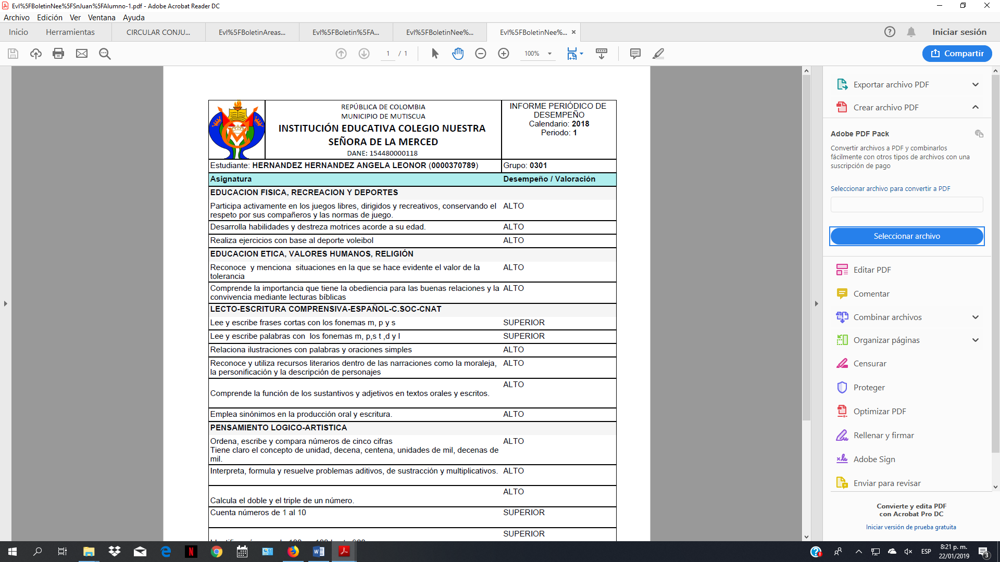 Evl%5FBoletinNee%5FSnJuan%5FAlumno-1.pdf - Adobe Acrobat Reader DC
Archivo Edición Ver Ventana Ayuda
Inicio Herramientas CIRCULAR CONJU... Evl%5FBoletinAreas... Evl%5FBoletin%5FA... Evl%5FBoletinNee%... Evl%5FBoletinNee%... Iniciar sesión
1 / 1 100% Compartir
REPÚBLICA DE COLOMBIA
MUNICIPIO DE MUTISCUA
INSTITUCIÓN EDUCATIVA COLEGIO NUESTRA
SEÑORA DE LA MERCED
DANE: 154480000118
INFORME PERIÓDICO DE
DESEMPEÑO
Calendario: 2018
Periodo: 1
Estudiante: HERNANDEZ HERNANDEZ ANGELA LEONOR (0000370789) Grupo: 0301
Asignatura Desempeño / Valoración
EDUCACION FISICA, RECREACION Y DEPORTES
Participa activamente en los juegos libres, dirigidos y recreativos, conservando el ALTO
respeto por sus compañeros y las normas de juego.
Desarrolla habilidades y destreza motrices acorde a su edad. ALTO
Realiza ejercicios con base al deporte voleibol ALTO
EDUCACION ETICA, VALORES HUMANOS, RELIGIÓN
Reconoce y menciona situaciones en la que se hace evidente el valor de la ALTO
tolerancia
Comprende la importancia que tiene la obediencia para las buenas relaciones y la ALTO
convivencia mediante lecturas bíblicas
LECTO-ESCRITURA COMPRENSIVA-ESPAÑOL-C.SOC-CNAT
Lee y escribe frases cortas con los fonemas m, p y s SUPERIOR
Lee y escribe palabras con los fonemas m, p,s t ,d y l SUPERIOR
Relaciona ilustraciones con palabras y oraciones simples ALTO
Reconoce y utiliza recursos literarios dentro de las narraciones como la moraleja, ALTO
la personificación y la descripción de personajes
ALTO
Comprende la función de los sustantivos y adjetivos en textos orales y escritos.
Emplea sinónimos en la producción oral y escritura. ALTO
PENSAMIENTO LOGICO-ARTISTICA
Ordena, escribe y compara números de cinco cifras ALTO
Tiene claro el concepto de unidad, decena, centena, unidades de mil, decenas de
mil.
Interpreta, formula y resuelve problemas aditivos, de sustracción y multiplicativos. ALTO
ALTO
Calcula el doble y el triple de un número.
Cuenta números de 1 al 10 SUPERIOR
SUPERIOR
Exportar archivo PDF
Crear archivo PDF
Adobe PDF Pack
Convertir archivos a PDF y combinarlos
fácilmente con otros tipos de archivos con una
suscripción de pago
Seleccionar archivo para convertir a PDF
Seleccionar archivo
Editar PDF
Comentar
Combinar archivos
Organizar páginas
Censurar
Proteger
Optimizar PDF
Rellenar y firmar
Adobe Sign
Enviar para revisar
Convierte y edita PDF
con Acrobat Pro DC
Iniciar versión de prueba gratuita
ESP
8:21 p. m.
22/01/2019
3